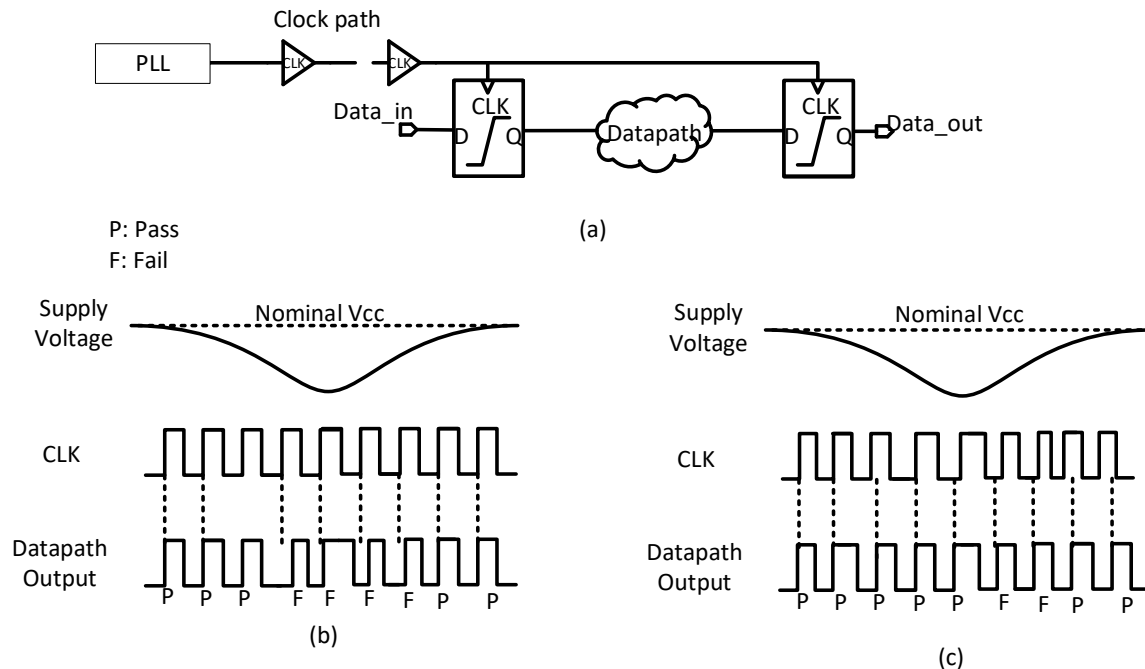 Clock path
PLL
CLK
CLK
Data_in
CLK
D
Q
Datapath
CLK
D
Q
Data_out
(a)
P: Pass
F: Fail
Supply
Voltage
Nominal Vcc
CLK
Datapath
Output
P P P F F F F P P
(b)
Supply
Voltage
Nominal Vcc
CLK
Datapath
Output
P P P P P F F P P
(c)